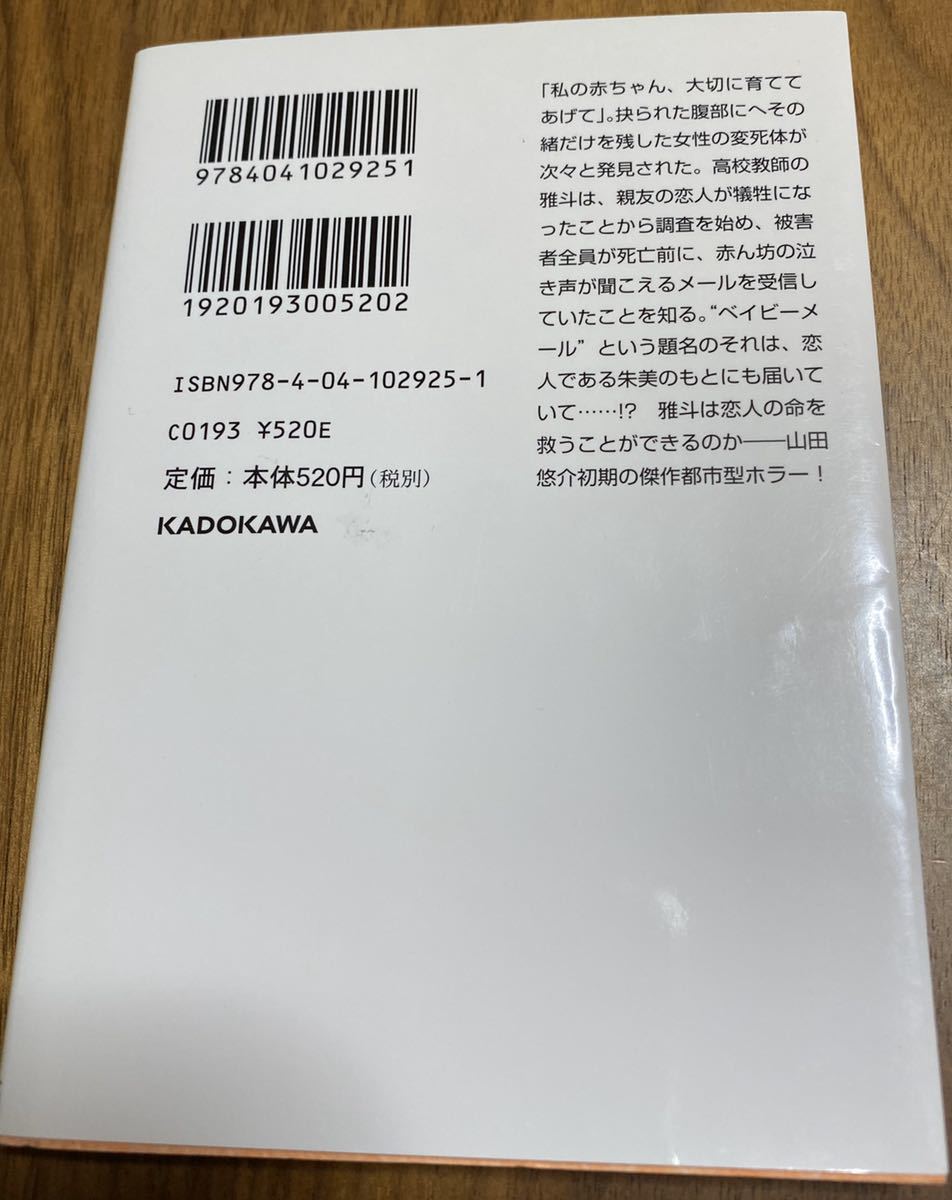 9784041029251
1920193005202
ISBN978-4-04-102925-1
C0193 ¥520E
定価：本体520円（税別）
KADOKAWA
「私の赤ちゃん、大切に育てて
あげて」。抉られた腹部にへその
緒だけを残した女性の変死体が
次々と発見された。高校教師の
雅斗は、親友の恋人が犠牲にな
ったことから調査を始め、被害
者全員が死亡前に、赤ん坊の泣
き声が聞こえるメールを受信し
ていたことを知る。“ベイビーメ
ール” という題名のそれは、恋
人である朱美のもとにも届いて
いて……!?　雅斗は恋人の命を
救うことができるのか――山田
悠介初期の傑作都市型ホラー！